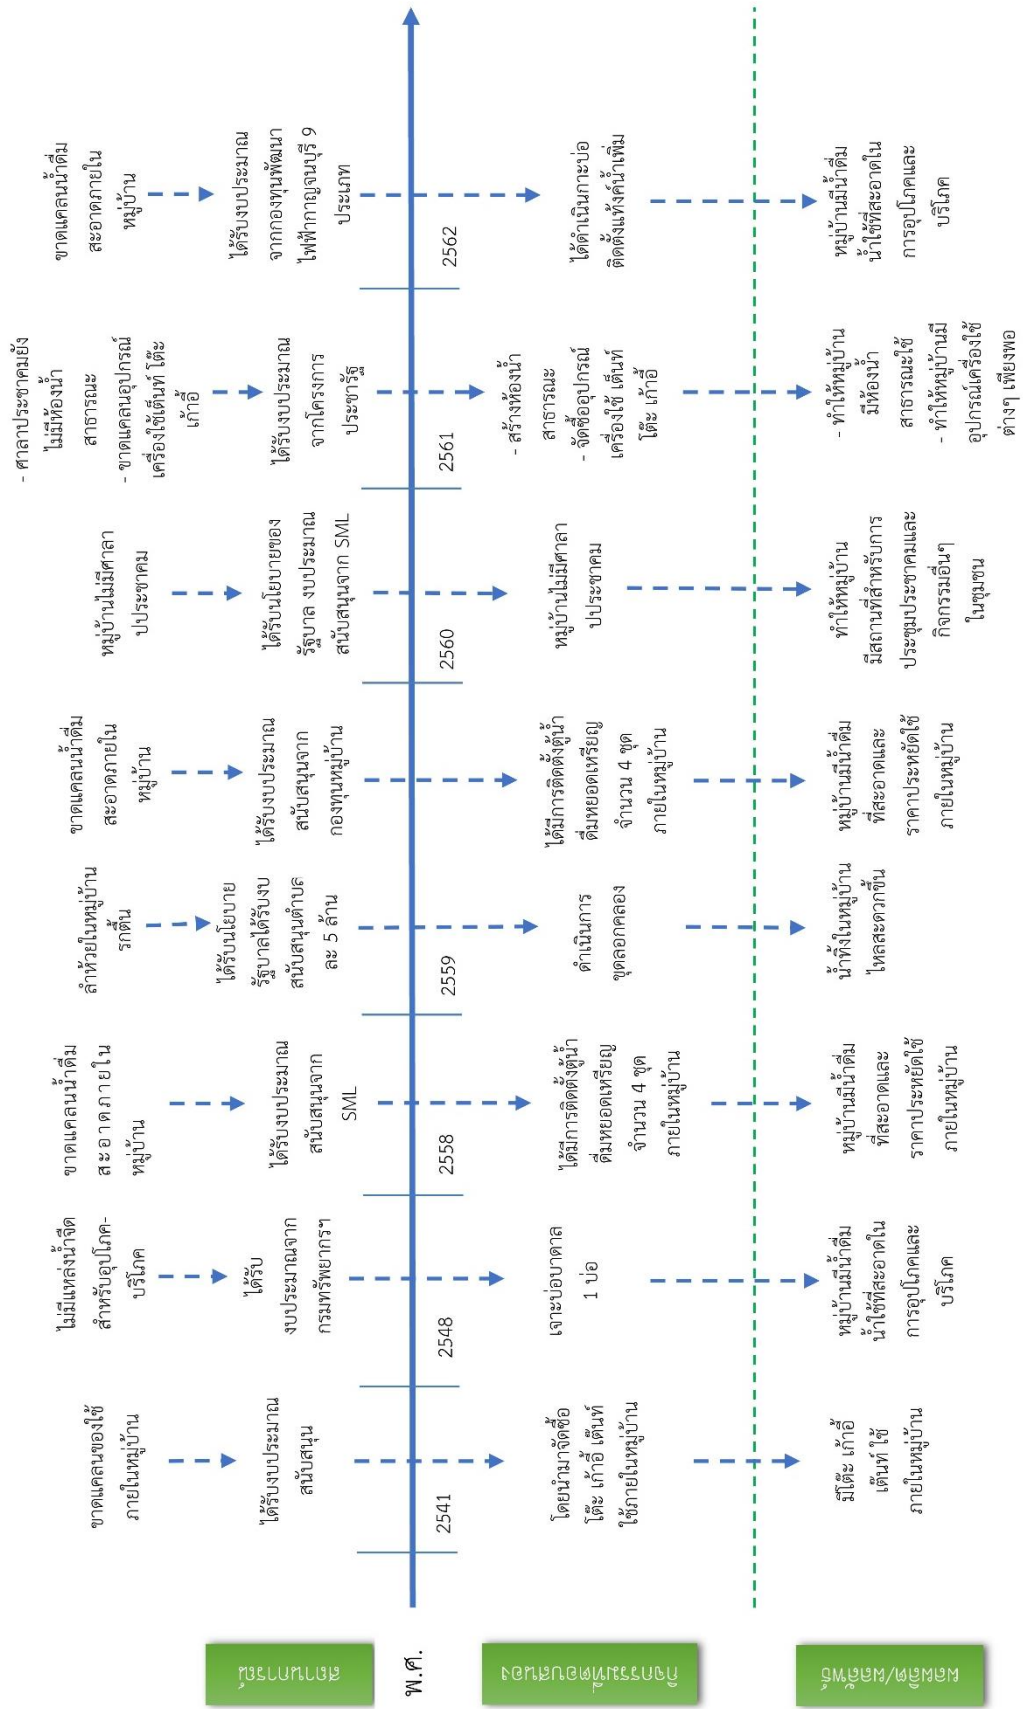 สถานการณ์
พ.ศ.
กิจกรรมที่ตอบสนอง
ผลผลิต/ผลลัพธ์
ขาดแคลนของใช้
ภายในหมู่บ้าน
ได้รับงบประมาณ
สนับสนุน
2541
โดยนำมาจัดซื้อ
โต๊ะ เก้าอี้ เต๊นท์
ใช้ภายในหมู่บ้าน
มีโต๊ะ เก้าอี้
เต๊นท์ ใช้
ภายในหมู่บ้าน
ไม่มีแหล่งน้ำจืด
สำหรับอุปโภค-
บริโภค
ได้รับ
งบประมาณจาก
กรมทรัพยากรฯ
2548
เจาะบ่อบาดาล
1 บ่อ
หมู่บ้านมีน้ำดื่ม
น้ำใช้ที่สะอาดใน
การอุปโภคและ
บริโภค
ขาดแคลนน้ำดื่ม
สะอาดภายใน
หมู่บ้าน
ได้รับงบประมาณ
สนับสนุนจาก
SML
2558
ได้มีการติดตั้งตู้น้ำ
ดื่มหยอดเหรียญ
จำนวน 4 ชุด
ภายในหมู่บ้าน
หมู่บ้านมีน้ำดื่ม
ที่สะอาดและ
ราคาประหยัดใช้
ภายในหมู่บ้าน
ลำห้วยในหมู่บ้าน
รกตื้น
ได้รับนโยบาย
รัฐบาลได้รับงบ
สนับสนุนตำบล
ละ 5 ล้าน
2559
ดำเนินการ
ขุดลอกคลอง
น้ำทิ้งในหมู่บ้าน
ไหลสะดวกขึ้น
ขาดแคลนน้ำดื่ม
สะอาดภายใน
หมู่บ้าน
ได้รับงบประมาณ
สนับสนุนจาก
กองทุนหมู่บ้าน
ได้มีการติดตั้งตู้น้ำ
ดื่มหยอดเหรียญ
จำนวน 4 ชุด
ภายในหมู่บ้าน
หมู่บ้านมีน้ำดื่ม
ที่สะอาดและ
ราคาประหยัดใช้
ภายในหมู่บ้าน
หมู่บ้านไม่มีศาลา
ปประชาคม
ได้รับนโยบายของ
รัฐบาล งบประมาณ
สนับสนุนจาก SML
2560
หมู่บ้านไม่มีศาลา
ปประชาคม
ทำให้หมู่บ้าน
มีสถานที่สำหรับการ
ประชุมประชาคมและ
กิจกรรมอื่นๆ
ในชุมชน
- ศาลาประชาคมยัง
ไม่มีห้องน้ำ
สาธารณะ
- ขาดแคลนอุปกรณ์
เครื่องใช้เต็นท์ โต๊ะ
เก้าอี้
ได้รับงบประมาณ
จากโครงการ
ประชารัฐ
2561
- สร้างห้องน้ำ
สาธารณะ
- จัดซื้ออุปกรณ์
เครื่องใช้ เต็นท์
โต๊ะ เก้าอี้
- ทำให้หมู่บ้าน
มีห้องน้ำ
สาธารณะใช้
- ทำให้หมู่บ้านมี
อุปกรณ์เครื่องใช้
ต่างๆ เพียงพอ
ขาดแคลนน้ำดื่ม
สะอาดภายใน
หมู่บ้าน
ได้รับงบประมาณ
จากกองทุนพัฒนา
ไฟฟ้ากาญจนบุรี 9
ประเภท
2562
ได้ดำเนินกาะบ่อ
ติดตั้งแท้งค์น้ำเพิ่ม
หมู่บ้านมีน้ำดื่ม
น้ำใช้ที่สะอาดใน
การอุปโภคและ
บริโภค